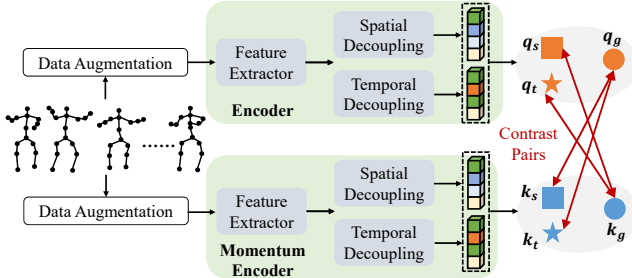 Data Augmentation
Feature
Extractor
Spatial
Decoupling
Temporal
Decoupling
Encoder
q_s
q_g
q_t
Contrast
Pairs
Data Augmentation
Feature
Extractor
Spatial
Decoupling
Temporal
Decoupling
Momentum
Encoder
k_s
k_t
k_g